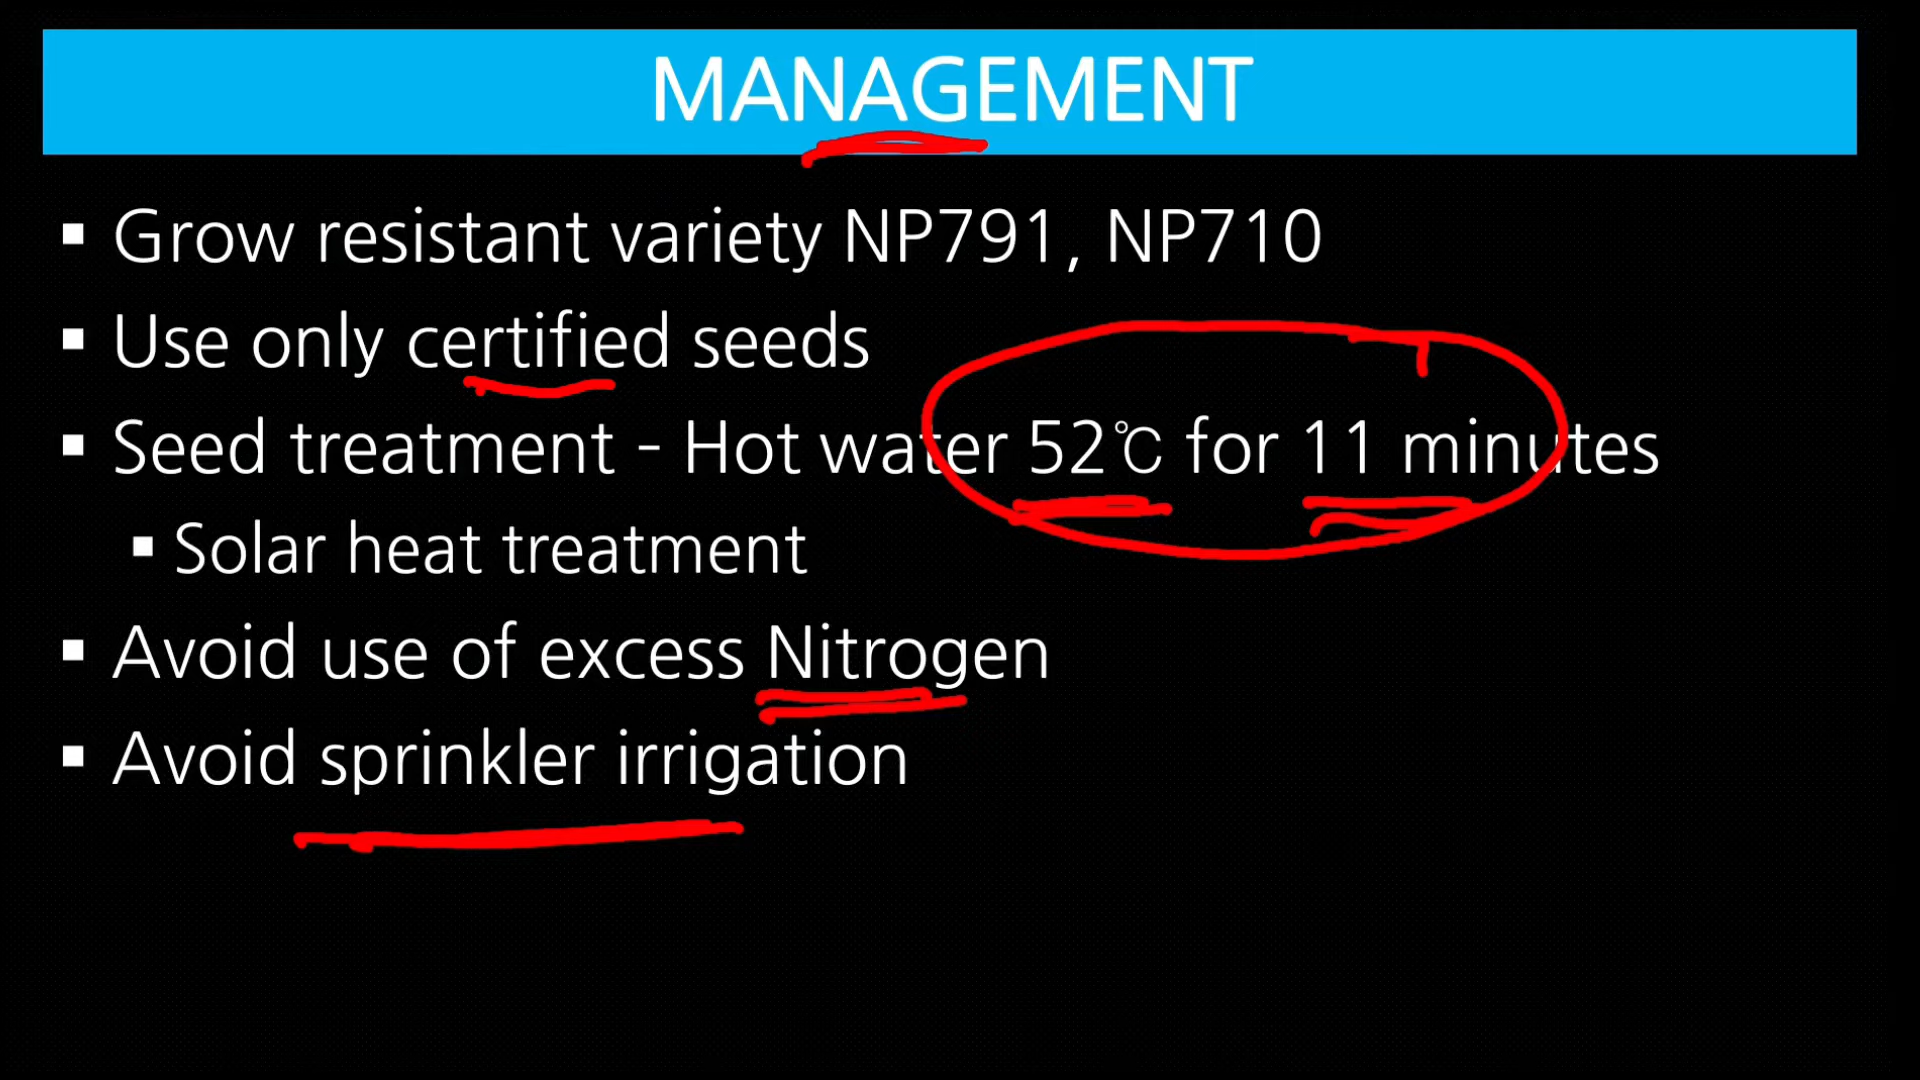 MANAGEMENT
▪ Grow resistant variety NP791, NP710
▪ Use only certified seeds
▪ Seed treatment - Hot water 52℃ for 11 minutes
▪ Solar heat treatment
▪ Avoid use of excess Nitrogen
▪ Avoid sprinkler irrigation